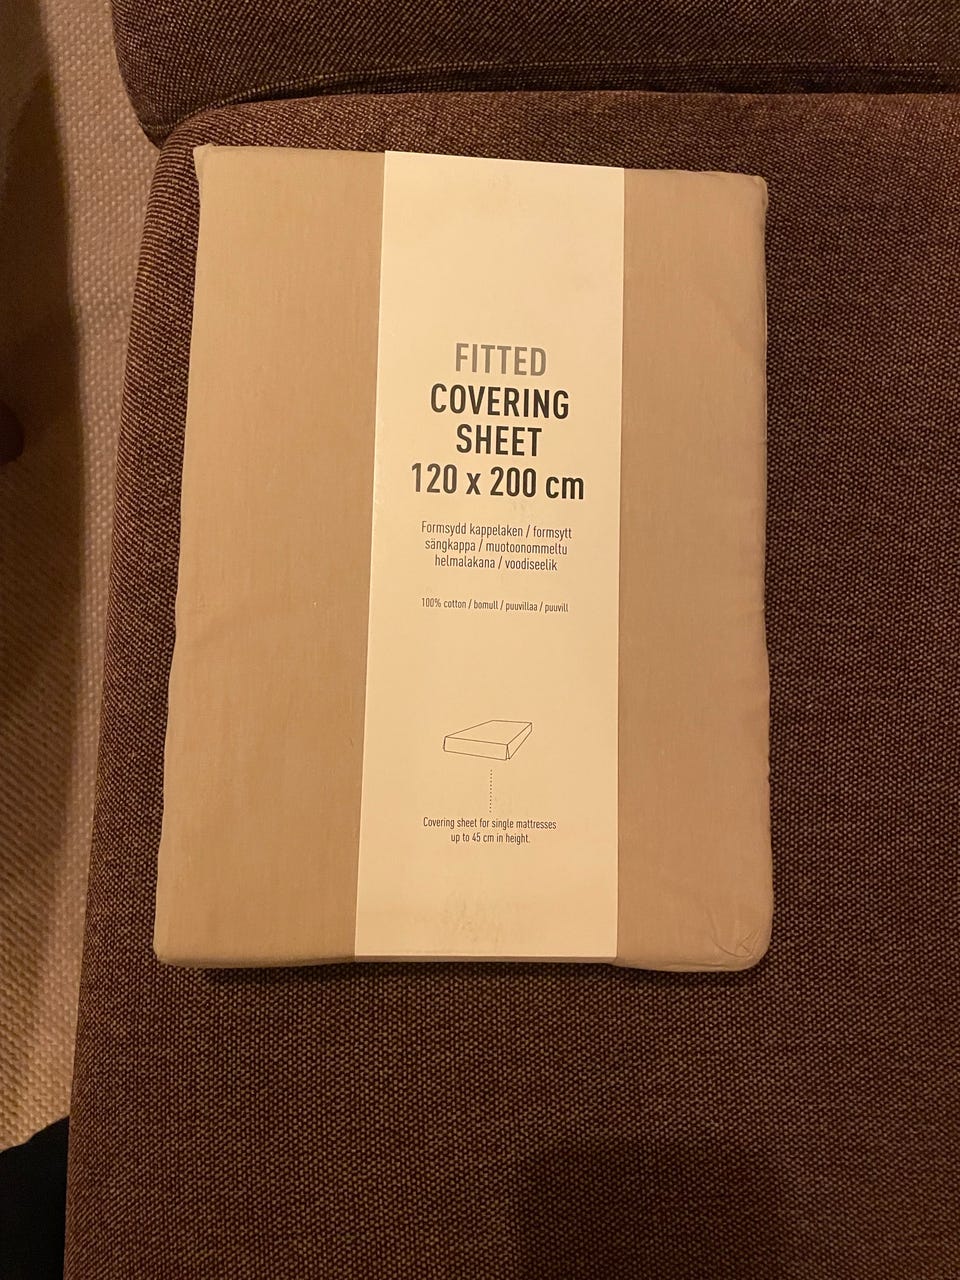 FITTED
COVERING
SHEET
120 x 200 cm
Formsydd kappelaken / formsytt
sängkappa / muotoonommeltu
helmalakana / voodiseelik
100% cotton / bomull / puuvillaa / puuvill
Covering sheet for single mattresses
up to 45 cm in height.